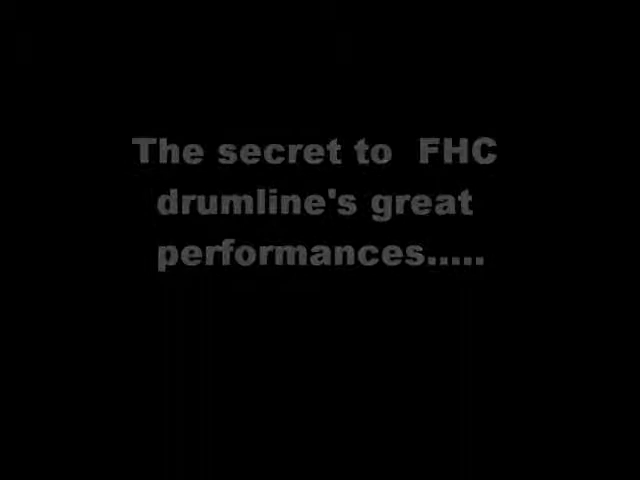 The secret to  FHC
drumline's great
performances.....